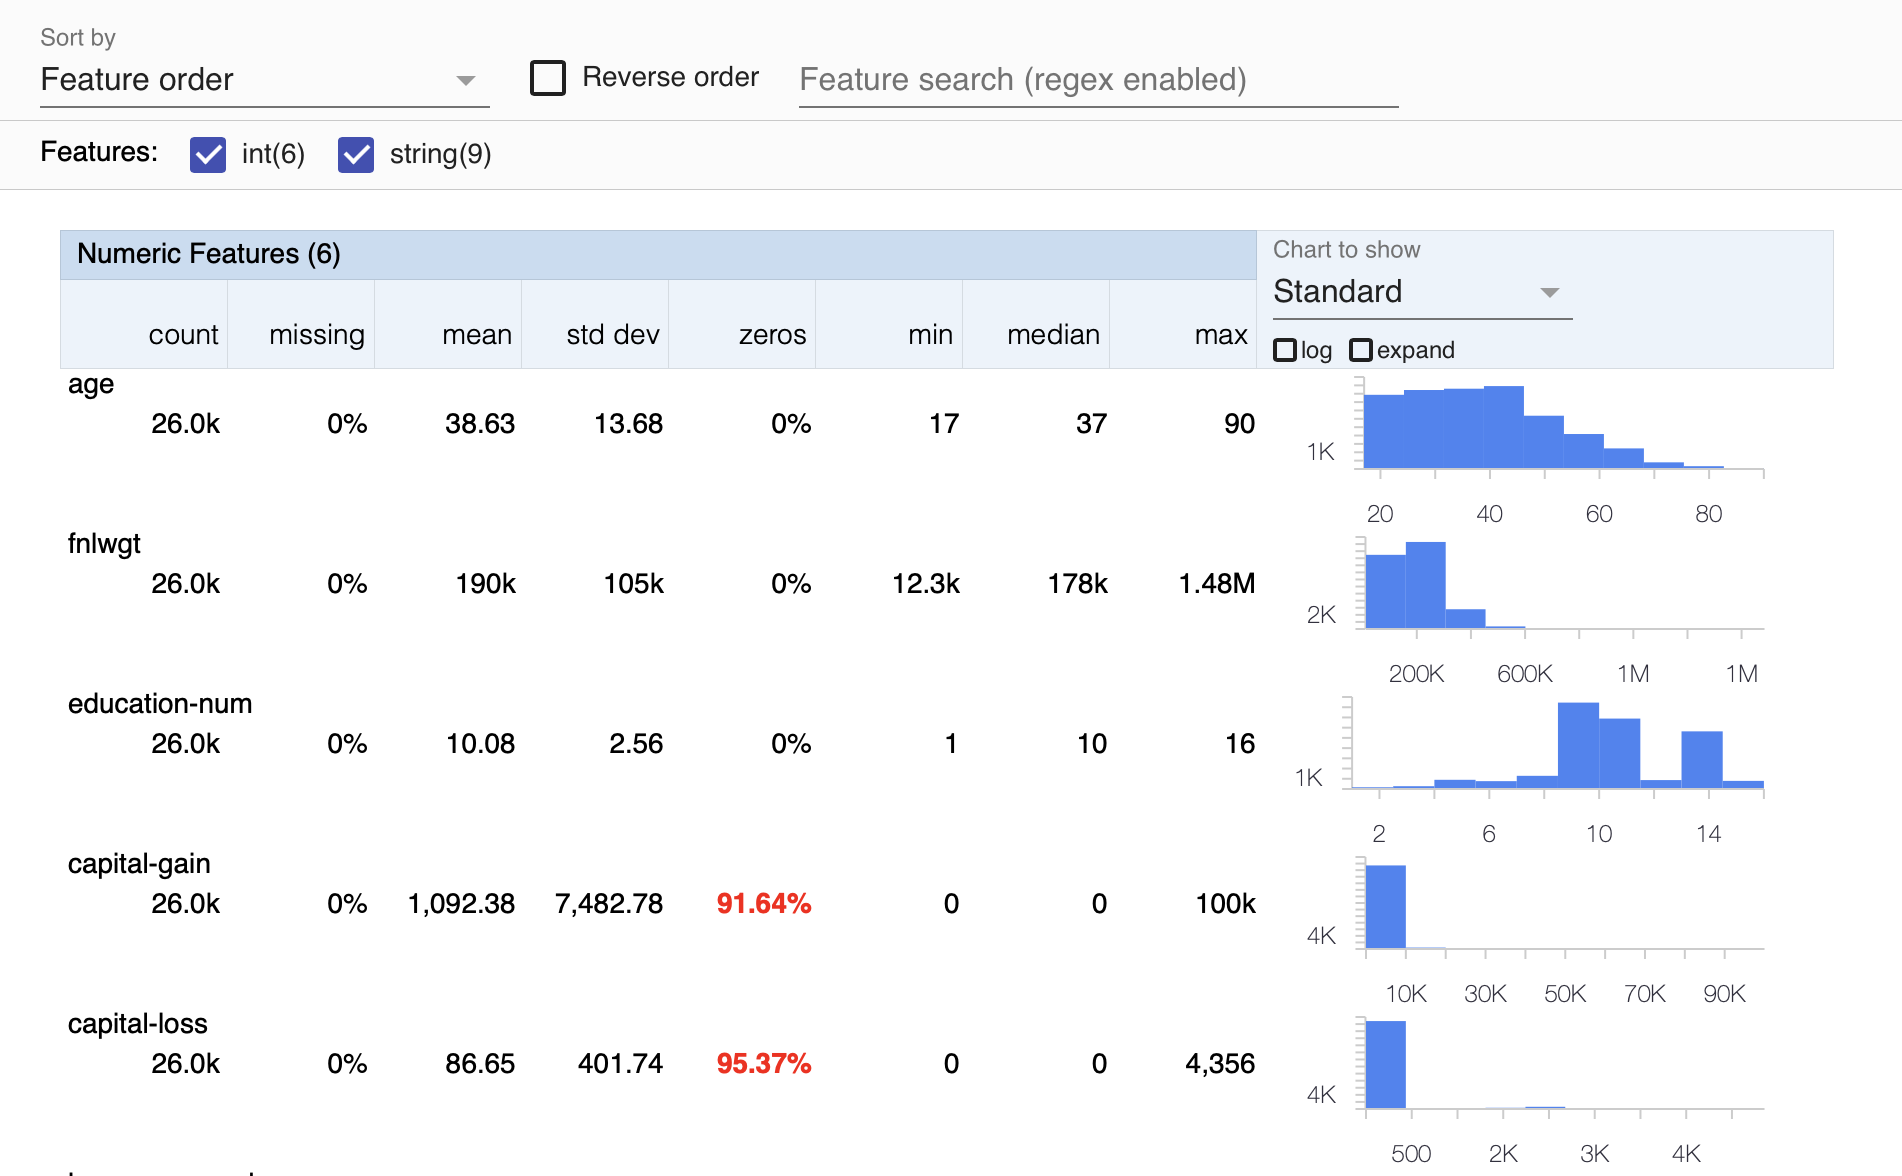 Sort by
Feature order
Reverse order
Feature search (regex enabled)
Features:
int(6)
string(9)
Numeric Features (6)
Chart to show
Standard
count missing mean std dev zeros min median max
log expand
age
26.0k 0% 38.63 13.68 0% 17 37 90
1K
20 40 60 80
fnlwgt
26.0k 0% 190k 105k 0% 12.3k 178k 1.48M
2K
200K 600K 1M 1M
education-num
26.0k 0% 10.08 2.56 0% 1 10 16
1K
2 6 10 14
capital-gain
26.0k 0% 1,092.38 7,482.78 91.64% 0 0 100k
4K
10K 30K 50K 70K 90K
capital-loss
26.0k 0% 86.65 401.74 95.37% 0 0 4,356
4K
500 2K 3K 4K